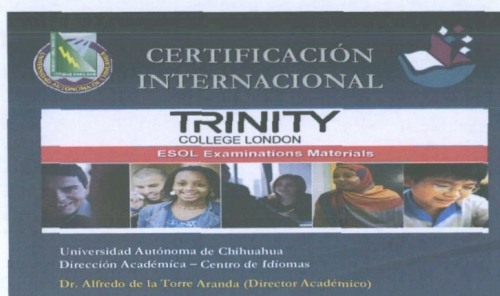 CERTIFICACIÓN
INTERNACIONAL
TRINITY
COLLEGE LONDON
ESOL Examinations Materials
Universidad Autónoma de Chihuahua
Dirección Académica – Centro de Idiomas
Dr. Alfredo de la Torre Aranda (Director Académico)